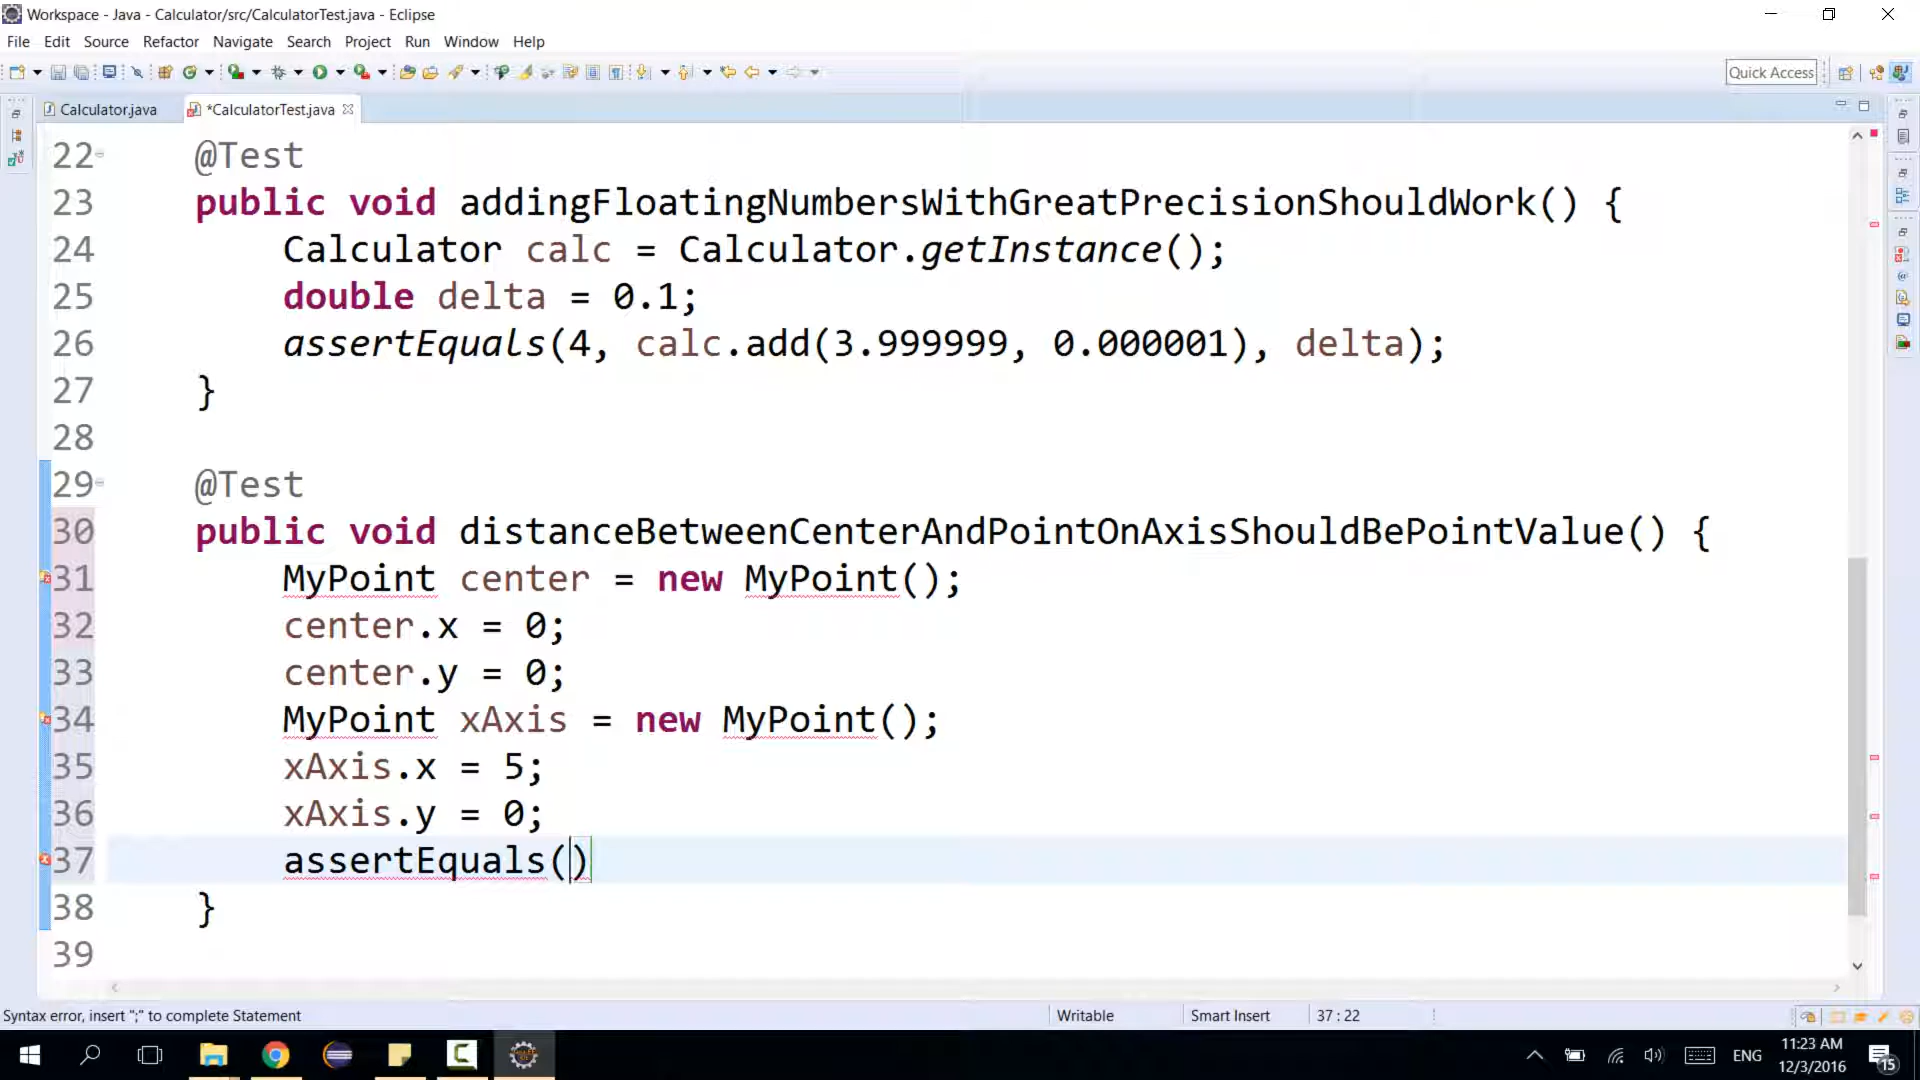 Workspace - Java - Calculator/src/CalculatorTest.java - Eclipse
File Edit Search Source Refactor Navigate Search Project Run Window Help
Quick Access
Calculator.java *CalculatorTest.java
22 @Test
23 public void addingFloatingNumbersWithGreatPrecisionShouldWork() {
24 Calculator calc = Calculator.getInstance();
25 double delta = 0.1;
26 assertEquals(4, calc.add(3.999999, 0.000001), delta);
27 }
28
29 @Test
30 public void distanceBetweenCenterAndPointOnAxisShouldBePointValue() {
31 MyPoint center = new MyPoint();
32 center.x = 0;
33 center.y = 0;
34 MyPoint xAxis = new MyPoint();
35 xAxis.x = 5;
36 xAxis.y = 0;
37 assertEquals()
38 }
39
Syntax error, insert ";" to complete Statement Writable Smart Insert 37 : 22
ENG
11:23 AM
12/3/2016
15